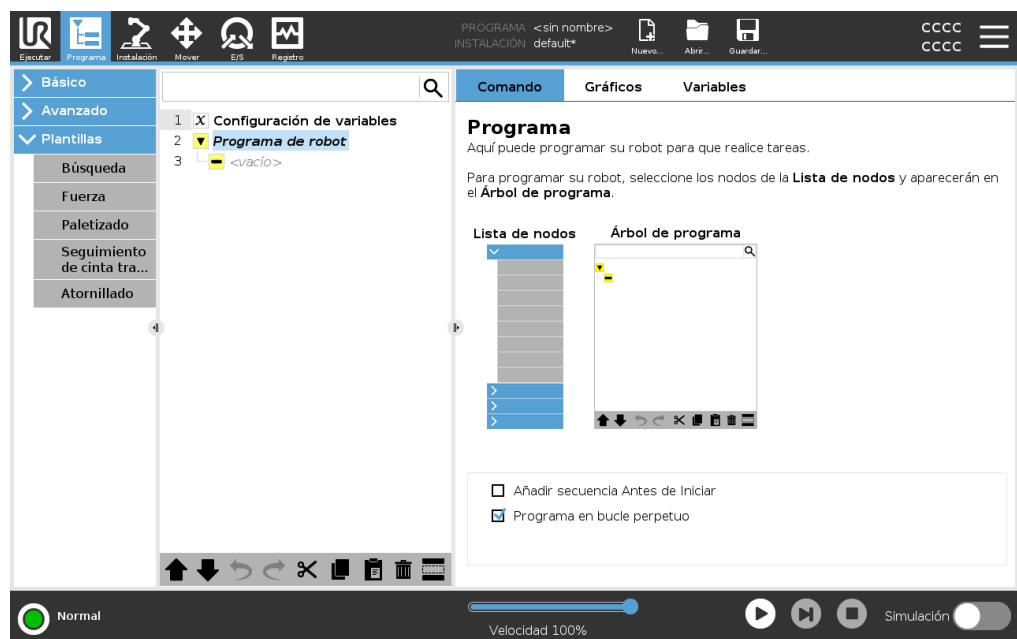 PROGRAMA <sin nombre>
INSTALACIÓN default*
Ejecutar Programa Instalación Mover E/S Registro
Nuevo... Abrir... Guardar...
CCCC
CCCC
Básico
Avanzado
Plantillas
Búsqueda
Fuerza
Paletizado
Seguimiento
de cinta tra...
Atornillado
1 X Configuración de variables
2 Programa de robot
3 <vacío>
Comando Gráficos Variables
Programa
Aquí puede programar su robot para que realice tareas.
Para programar su robot, seleccione los nodos de la Lista de nodos y aparecerán en
el Árbol de programa.
Lista de nodos Árbol de programa
Añadir secuencia Antes de Iniciar
Programa en bucle perpetuo
Normal
Velocidad 100%
Simulación